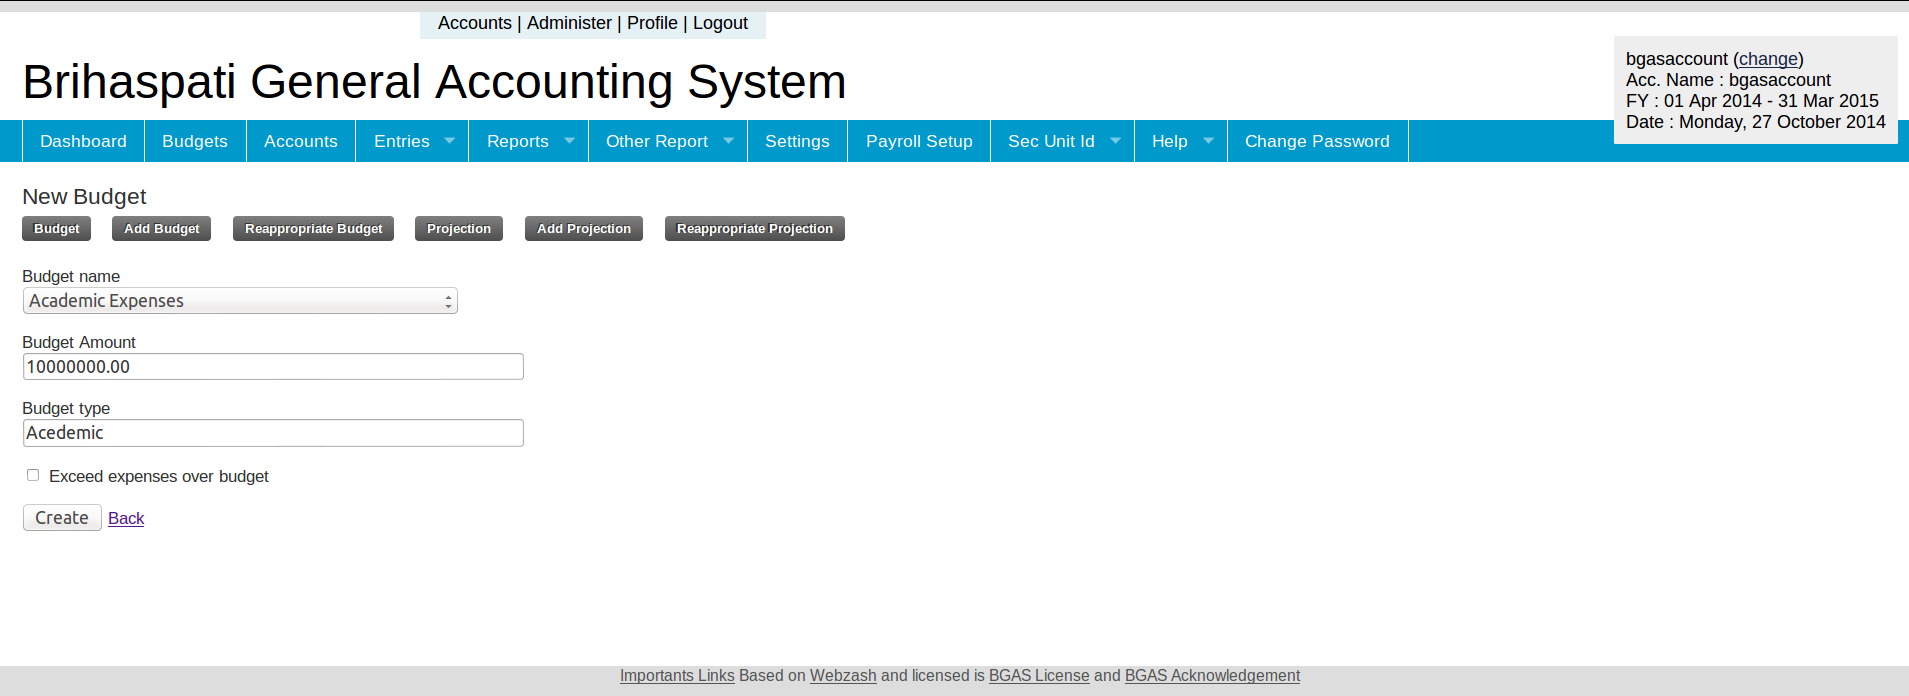 Accounts | Administer | Profile | Logout
Brihaspati General Accounting System
bgasaccount (change)
Acc. Name : bgasaccount
FY : 01 Apr 2014 - 31 Mar 2015
Date : Monday, 27 October 2014
Dashboard Budgets Accounts Entries Reports Other Report Settings Payroll Setup Sec Unit Id Help Change Password
New Budget
Budget Add Budget Reappropriate Budget Projection Add Projection Reappropriate Projection
Budget name
Academic Expenses
Budget Amount
10000000.00
Budget type
Acedemic
Exceed expenses over budget
Create Back
Importants Links Based on Webzash and licensed is BGAS License and BGAS Acknowledgement